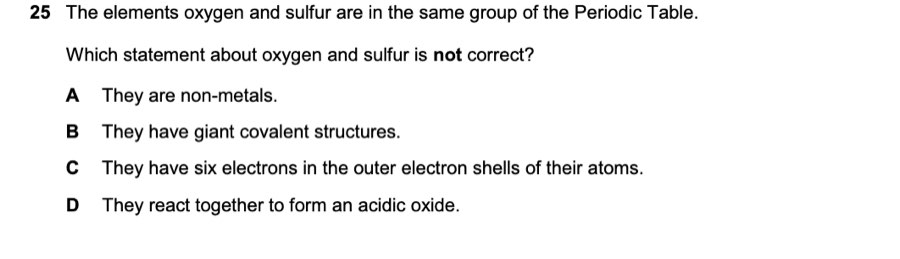 25 The elements oxygen and sulfur are in the same group of the Periodic Table.
Which statement about oxygen and sulfur is not correct?
A They are non-metals.
B They have giant covalent structures.
C They have six electrons in the outer electron shells of their atoms.
D They react together to form an acidic oxide.